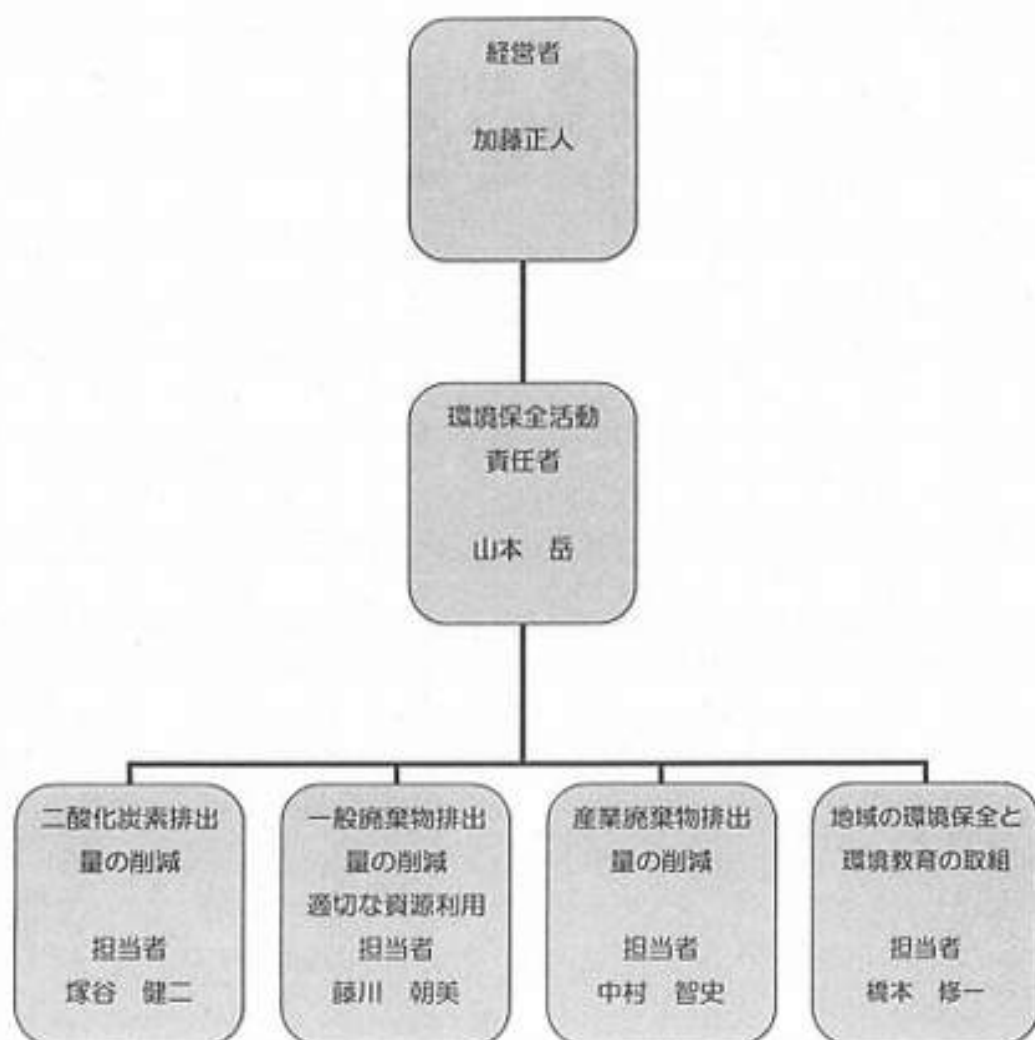 経営者
加藤正人
環境保全活動
責任者
山本　岳
二酸化炭素排出
量の削減
担当者
塚谷　健二
一般廃棄物排出
量の削減
適切な資源利用
担当者
藤川　朝美
産業廃棄物排出
量の削減
担当者
中村　智史
地域の環境保全と
環境教育の取組
担当者
橋本　修一